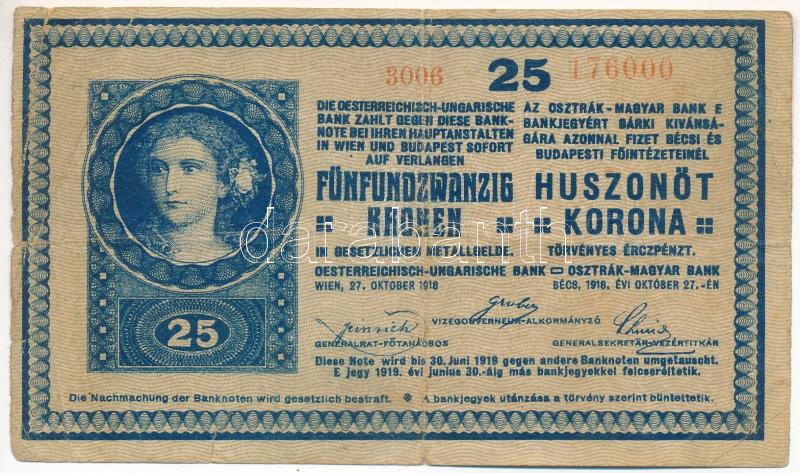 3006 25 176000
DIE OESTERREICHISCH-UNGARISCHE
BANK ZAHLT GEGEN DIESE BANK-
NOTE BEI IHREN HAUPTANSTALTEN
IN WIEN UND BUDAPEST SOFORT
AUF VERLANGEN
FÜNFUNDZWANZIG
KRONEN
GESETZLICHEN METALLGELDE.
AZ OSZTRÁK-MAGYAR BANK E
BANKJEGYÉRT BÁRKI KIVÁNSÁ-
GÁRA AZONNAL FIZET BÉCSI ÉS
BUDAPESTI FŐINTÉZETEINÉL
HUSZONÖT
KORONA
TÖRVÉNYES ÉRCZPÉNZT.
OESTERREICHISCH-UNGARISCHE BANK OSZTRÁK-MAGYAR BANK
WIEN, 27. OKTOBER 1918 BÉCS, 1918. ÉVI OKTÓBER 27.-ÉN
VIZEGOUVERNEUR-ALKORMÁNYZÓ
GENERALRAT-FŐTANÁCSOS GENERALSEKRETÄR-VEZÉRTITKÁR
Diese Note wird bis 30. Juni 1919 gegen andere Banknoten umgetauscht.
E jegy 1919. évi junius 30.-áig más bankjegyekkel felcseréltetik.
25
Die Nachmachung der Banknoten wird gesetzlich bestraft. A bankjegyek utánzása a törvény szerint büntettetik.
darabanth.com